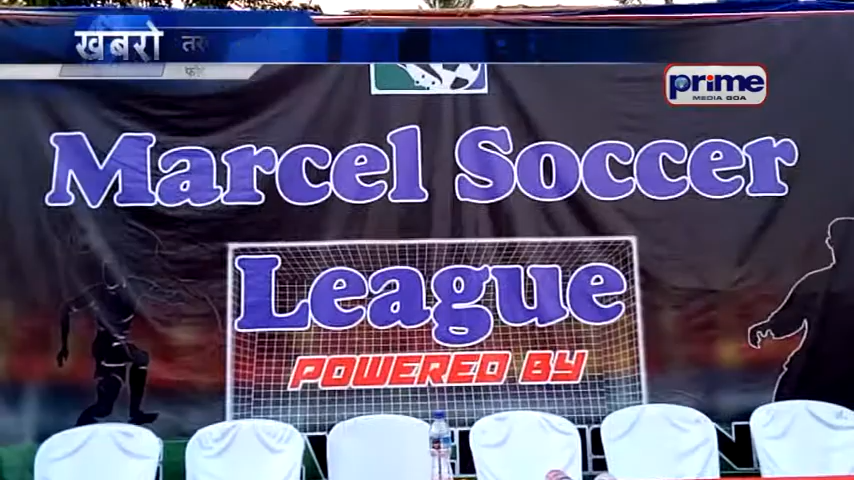 खबरो
prime
MEDIA GOA
Marcel Soccer
League
POWERED BY